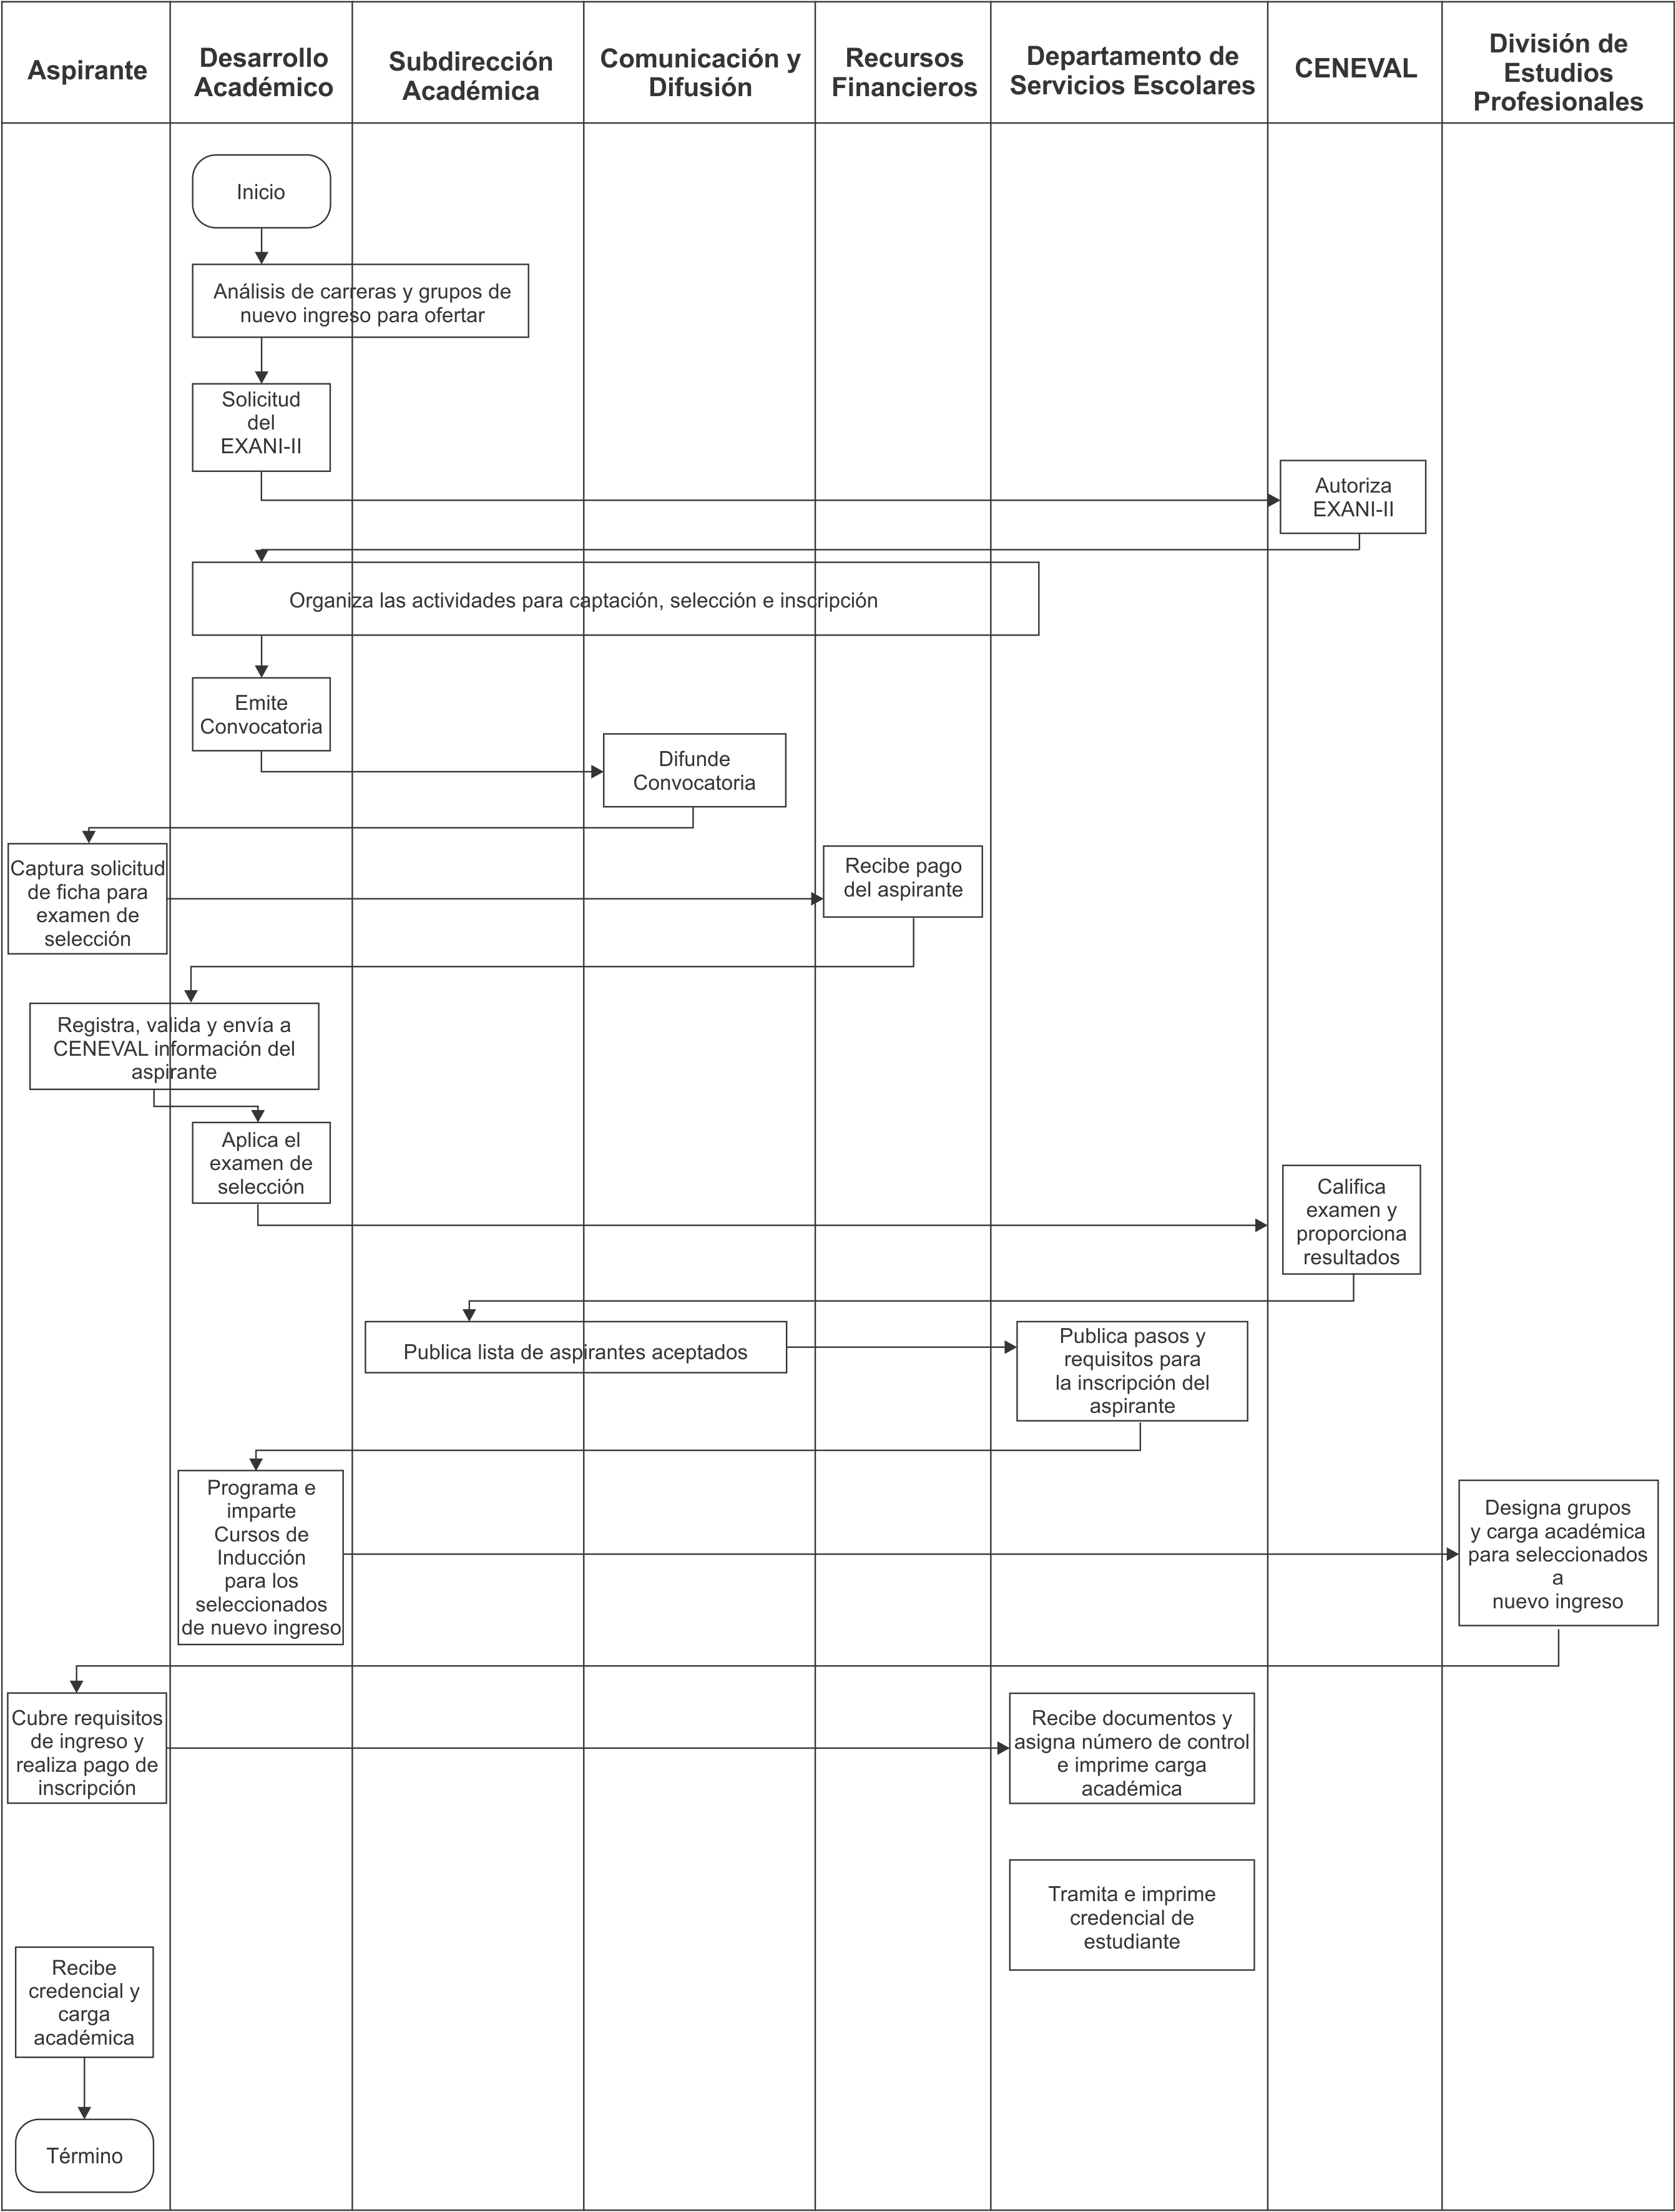 Aspirante
Desarrollo
Académico
Subdirección
Académica
Comunicación y
Difusión
Recursos
Financieros
Departamento de
Servicios Escolares
CENEVAL
División de
Estudios
Profesionales
Inicio
Análisis de carreras y grupos de
nuevo ingreso para ofertar
Solicitud
del
EXANI-II
Autoriza
EXANI-II
Organiza las actividades para captación, selección e inscripción
Emite
Convocatoria
Difunde
Convocatoria
Captura solicitud
de ficha para
examen de
selección
Recibe pago
del aspirante
Registra, valida y envía a
CENEVAL información del
aspirante
Aplica el
examen de
selección
Califica
examen y
proporciona
resultados
Publica lista de aspirantes aceptados
Publica pasos y
requisitos para
la inscripción del
aspirante
Programa e
imparte
Cursos de
Inducción
para los
seleccionados
de nuevo ingreso
Designa grupos
y carga académica
para seleccionados
a
nuevo ingreso
Cubre requisitos
de ingreso y
realiza pago de
inscripción
Recibe documentos y
asigna número de control
e imprime carga
académica
Tramita e imprime
credencial de
estudiante
Recibe
credencial y
carga
académica
Término